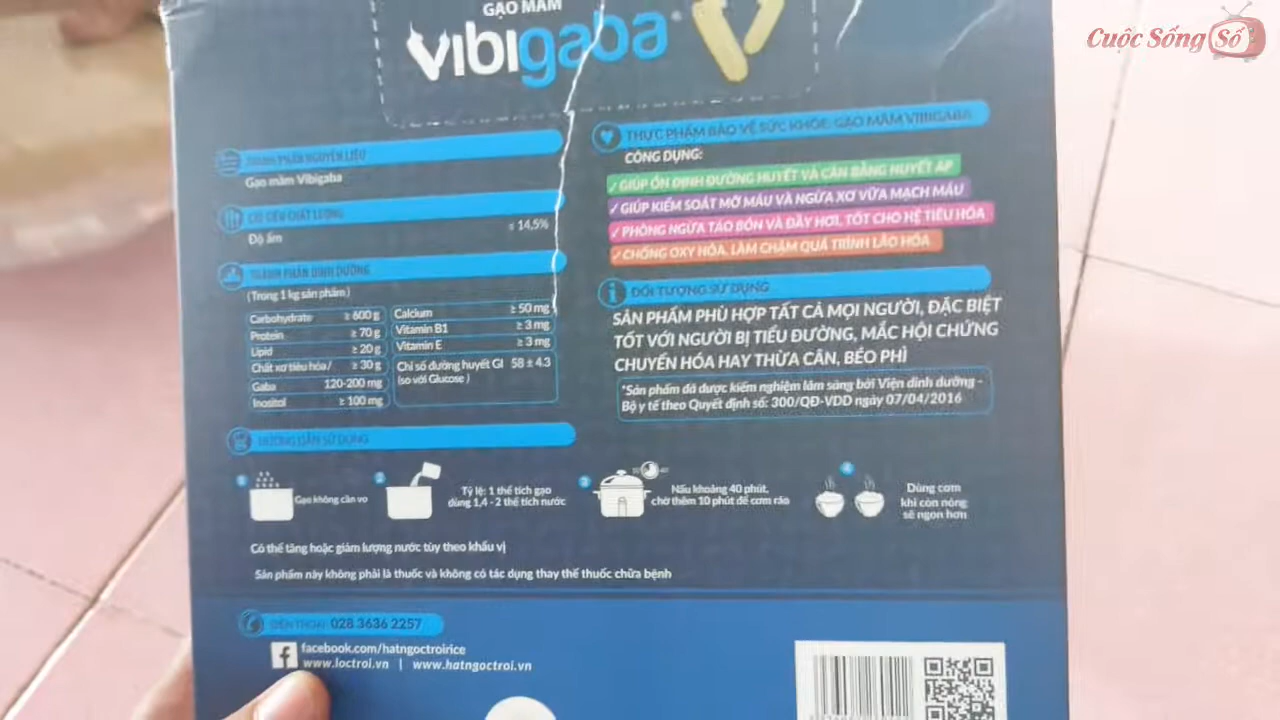 GẠO MẦM
Vibigaba
Cuộc Sống Số
THÀNH PHẦN NGUYÊN LIỆU
Gạo mầm Vibigaba
CHỈ TIÊU CHẤT LƯỢNG
Độ ẩm ≤ 14,5%
THÀNH PHẦN DINH DƯỠNG
(Trong 1 kg sản phẩm)
Carbohydrate ≥ 600 g
Protein ≥ 70 g
Lipid ≥ 20 g
Chất xơ tiêu hóa/ ≥ 30 g
Gaba 120-200 mg
Inositol ≥ 100 mg
Calcium ≥ 50 mg
Vitamin B1 ≥ 3 mg
Vitamin E ≥ 3 mg
Chỉ số đường huyết GI 58 ± 4.3
(so với Glucose)
THỰC PHẨM BẢO VỆ SỨC KHỎE: GẠO MẦM VIBIGABA
CÔNG DỤNG:
✓ GIÚP ỔN ĐỊNH ĐƯỜNG HUYẾT VÀ CÂN BẰNG HUYẾT ÁP
✓ GIÚP KIỂM SOÁT MỠ MÁU VÀ NGỪA XƠ VỮA MẠCH MÁU
✓ PHÒNG NGỪA TÁO BÓN VÀ ĐẦY HƠI, TỐT CHO HỆ TIÊU HÓA
✓ CHỐNG OXY HÓA, LÀM CHẬM QUÁ TRÌNH LÃO HÓA
ĐỐI TƯỢNG SỬ DỤNG
SẢN PHẨM PHÙ HỢP TẤT CẢ MỌI NGƯỜI, ĐẶC BIỆT
TỐT VỚI NGƯỜI BỊ TIỂU ĐƯỜNG, MẮC HỘI CHỨNG
CHUYỂN HÓA HAY THỪA CÂN, BÉO PHÌ
*Sản phẩm đã được kiểm nghiệm lâm sàng bởi Viện dinh dưỡng -
Bộ y tế theo Quyết định số: 300/QĐ-VDD ngày 07/04/2016
HƯỚNG DẪN SỬ DỤNG
1
Gạo không cần vo
2
Tỷ lệ: 1 thể tích gạo
dùng 1,4 - 2 thể tích nước
3
Nấu khoảng 40 phút,
chờ thêm 10 phút để cơm ráo
4
Dùng cơm
khi còn nóng
sẽ ngon hơn
Có thể tăng hoặc giảm lượng nước tùy theo khẩu vị
Sản phẩm này không phải là thuốc và không có tác dụng thay thế thuốc chữa bệnh
028 3636 2257
facebook.com/hatngoctroirice
www.loctroi.vn | www.hatngoctroi.vn